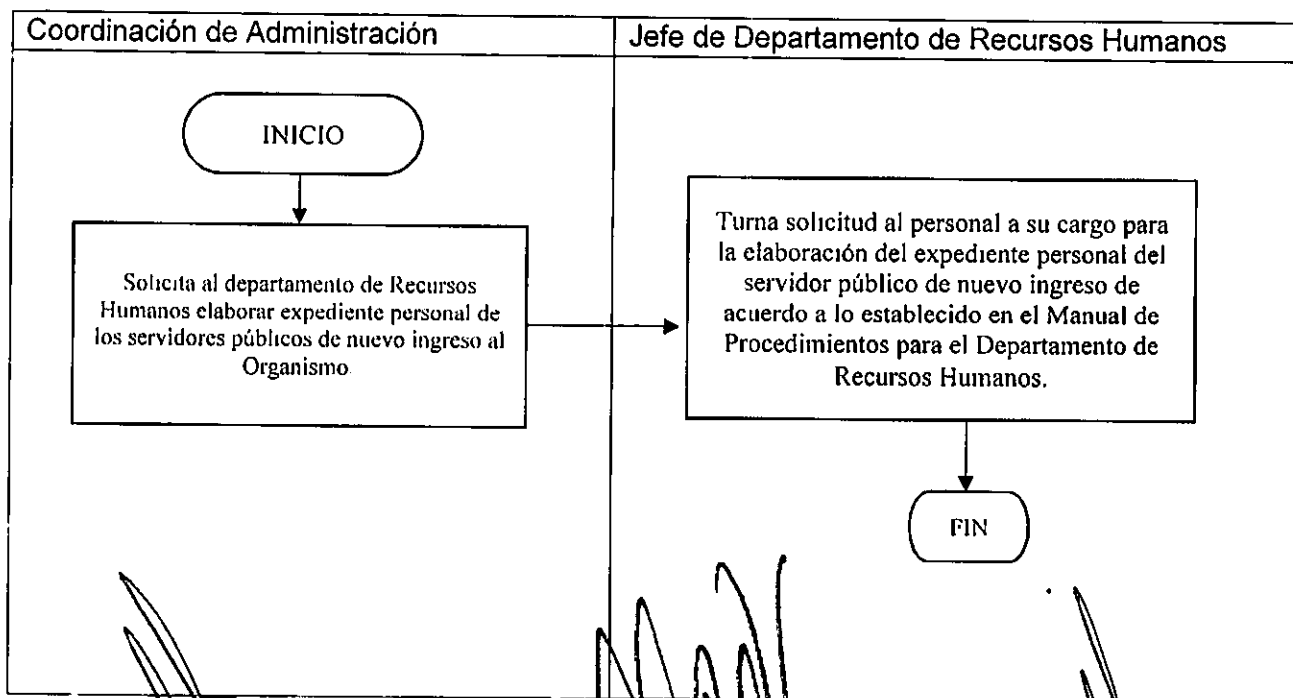 Coordinación de Administración
Jefe de Departamento de Recursos Humanos
INICIO
Solicita al departamento de Recursos
Humanos elaborar expediente personal de
los servidores públicos de nuevo ingreso al
Organismo
Turna solicitud al personal a su cargo para
la elaboración del expediente personal del
servidor público de nuevo ingreso de
acuerdo a lo establecido en el Manual de
Procedimientos para el Departamento de
Recursos Humanos.
FIN